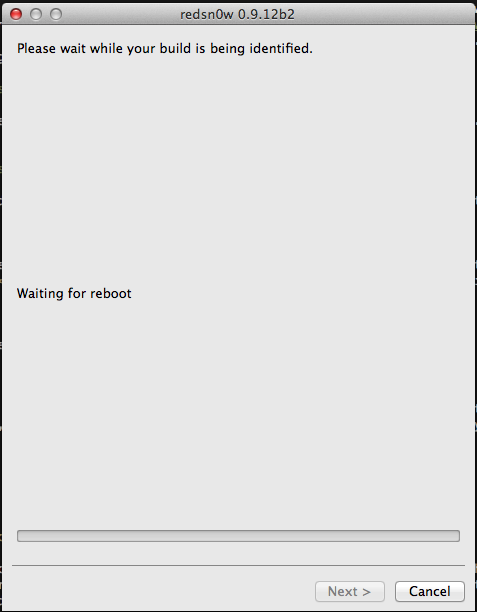 redsn0w 0.9.12b2
Please wait while your build is being identified.
Waiting for reboot
Next >
Cancel